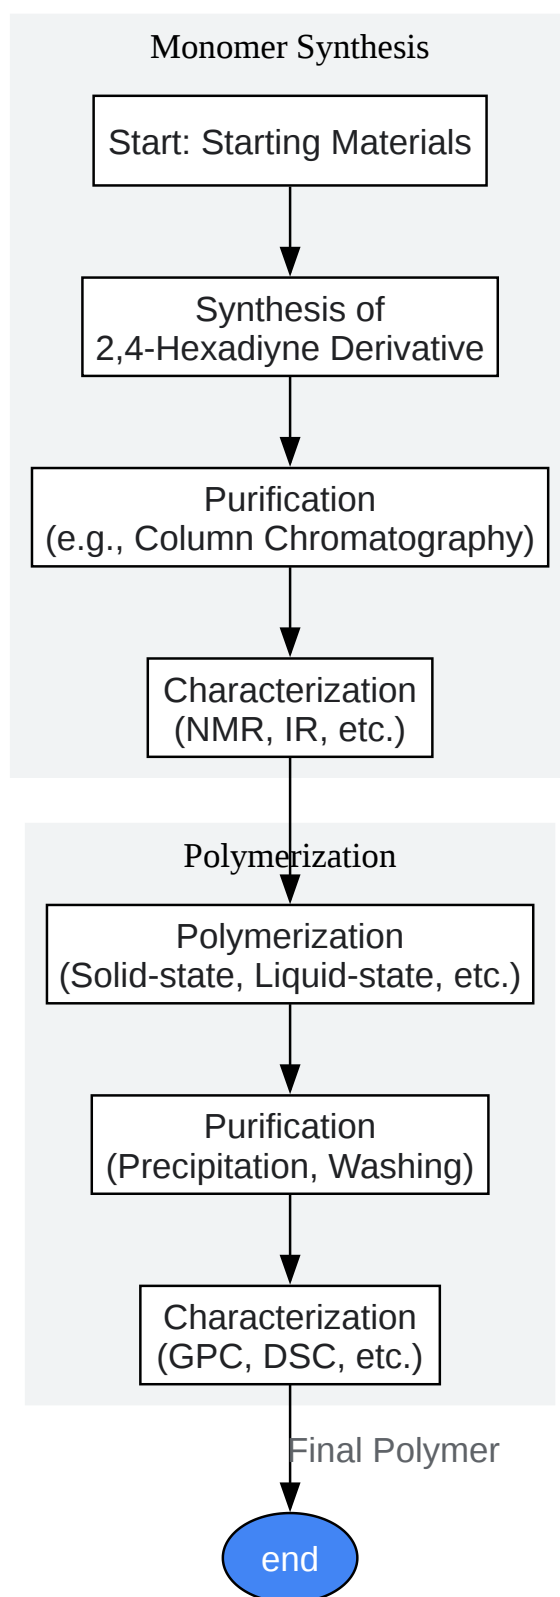 Monomer Synthesis
Start: Starting Materials
Synthesis of
2,4-Hexadiyne Derivative
Purification
(e.g., Column Chromatography)
Characterization
(NMR, IR, etc.)
Polymerization
Polymerization
(Solid-state, Liquid-state, etc.)
Purification
(Precipitation, Washing)
Characterization
(GPC, DSC, etc.)
Final Polymer
end